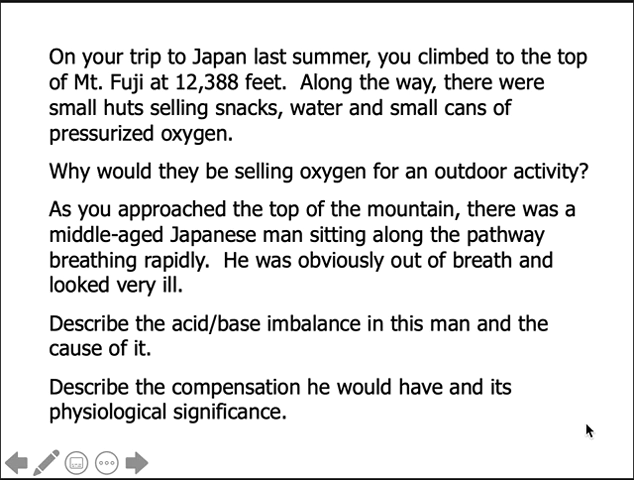 On your trip to Japan last summer, you climbed to the top
of Mt. Fuji at 12,388 feet.  Along the way, there were
small huts selling snacks, water and small cans of
pressurized oxygen.
Why would they be selling oxygen for an outdoor activity?
As you approached the top of the mountain, there was a
middle-aged Japanese man sitting along the pathway
breathing rapidly.  He was obviously out of breath and
looked very ill.
Describe the acid/base imbalance in this man and the
cause of it.
Describe the compensation he would have and its
physiological significance.